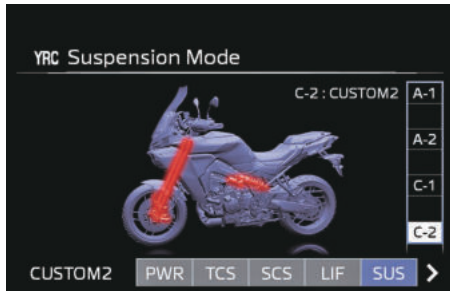 YRC Suspension Mode
C-2 : CUSTOM2
A-1
A-2
C-1
C-2
CUSTOM2 PWR TCS SCS LIF SUS >